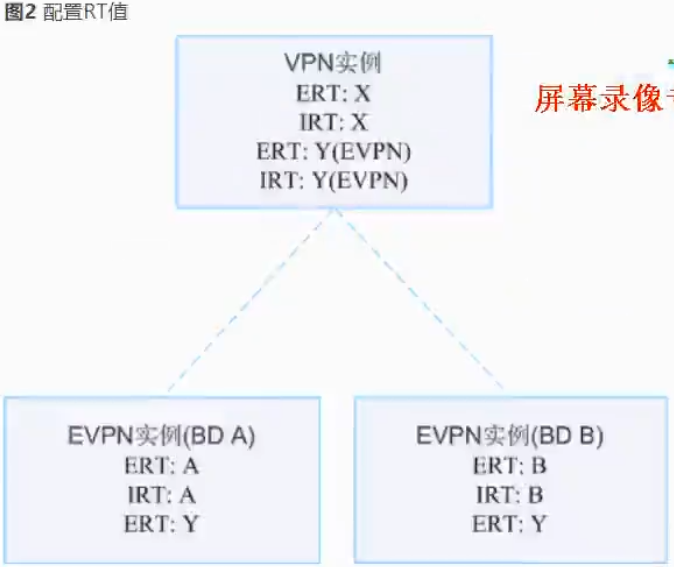 图2 配置RT值
VPN实例
屏幕录像
ERT: X
IRT: X
ERT: Y(EVPN)
IRT: Y(EVPN)
EVPN实例(BD A)
ERT: A
IRT: A
ERT: Y
EVPN实例(BD B)
ERT: B
IRT: B
ERT: Y